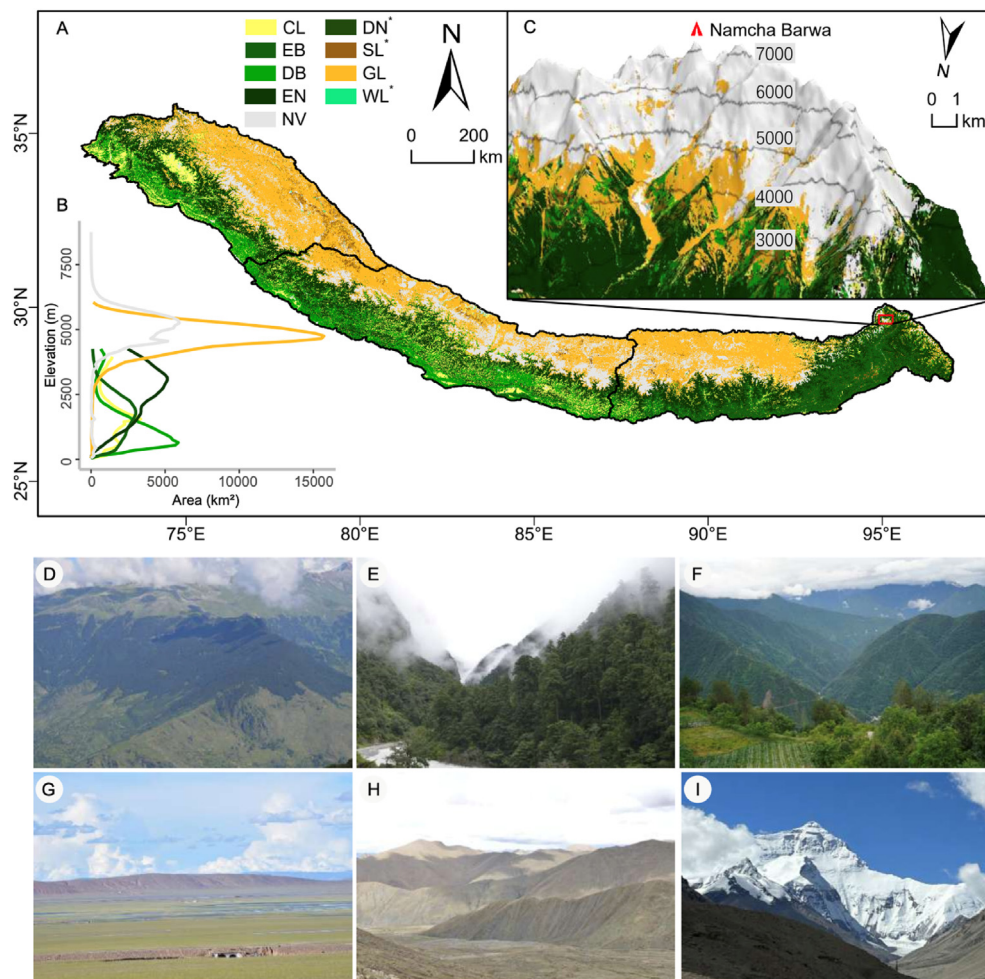 A
CL
EB
DB
EN
NV
DN*
SL*
GL
WL*
N
0 200
km
C
Namcha Barwa
7000
6000
5000
4000
3000
N
0 1
km
35°N
30°N
25°N
B
Elevation (m)
7500
5000
2500
0
0 5000 10000 15000
Area (km²)
75°E 80°E 85°E 90°E 95°E
D
E
F
G
H
I